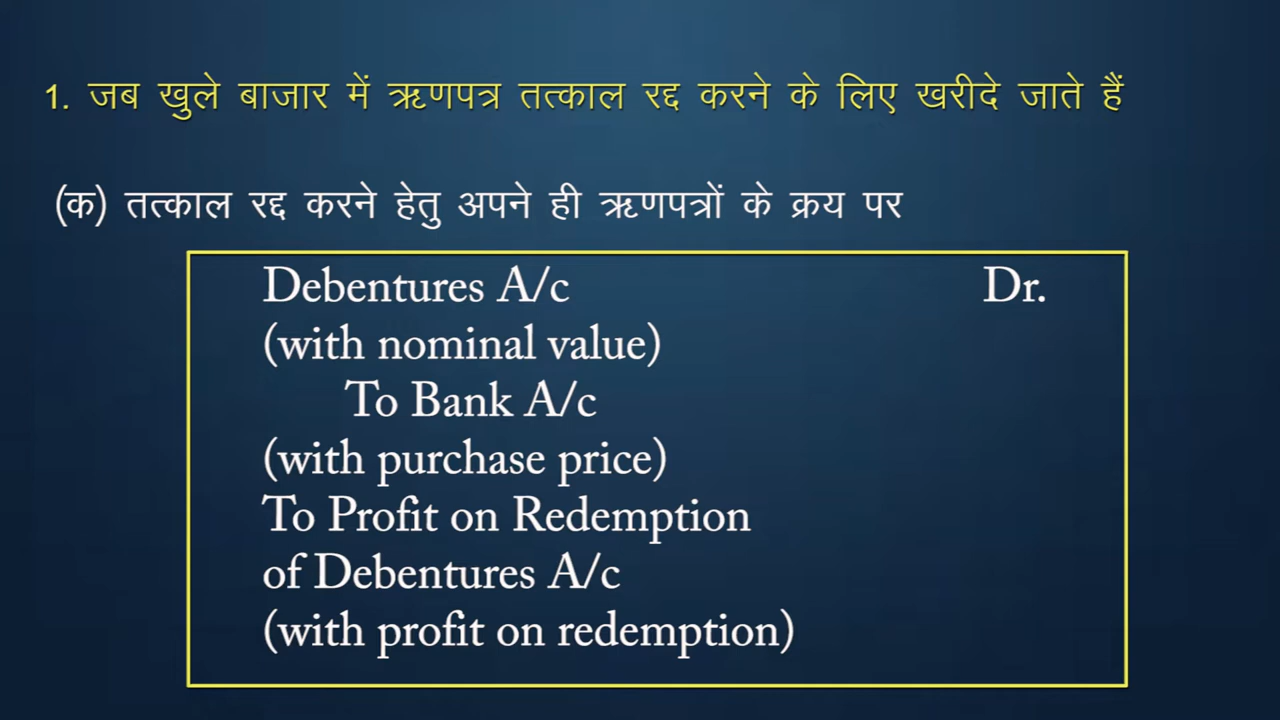 1. जब खुले बाजार में ऋणपत्र तत्काल रद्द करने के लिए खरीदे जाते हैं
(क) तत्काल रद्द करने हेतु अपने ही ऋणपत्रों के क्रय पर
Debentures A/c Dr.
(with nominal value)
To Bank A/c
(with purchase price)
To Profit on Redemption
of Debentures A/c
(with profit on redemption)